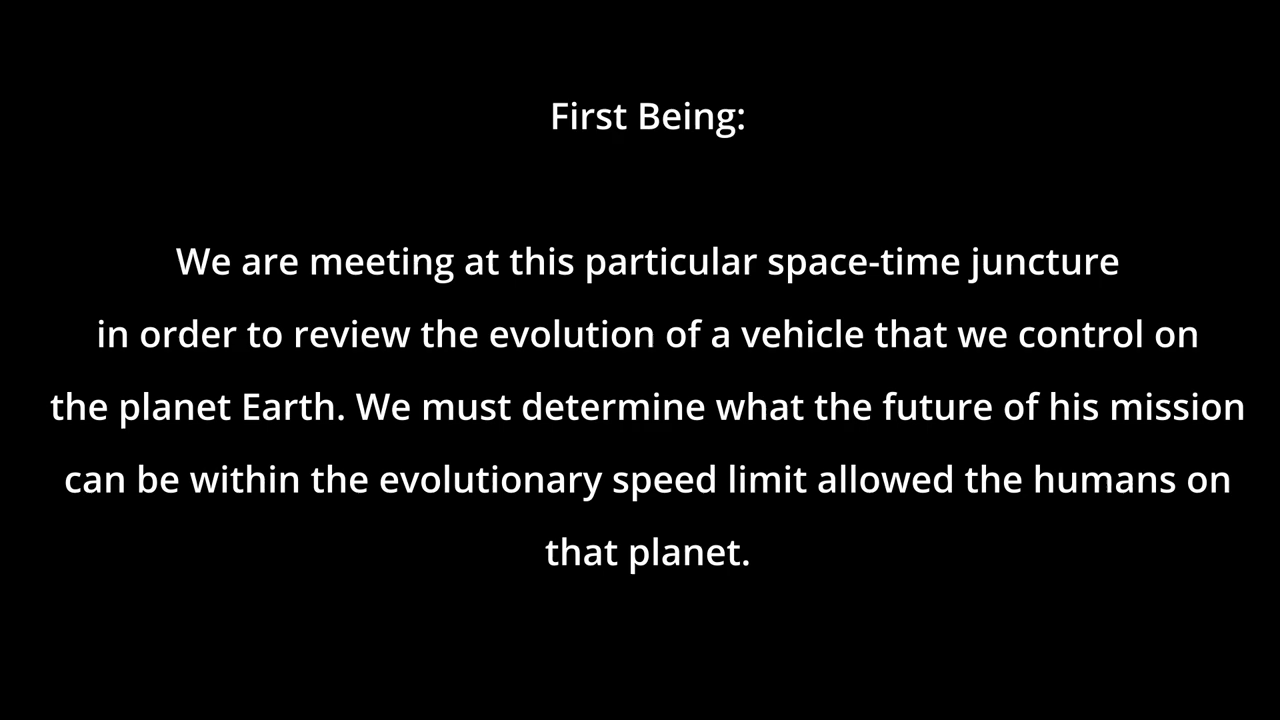 First Being:
We are meeting at this particular space-time juncture
in order to review the evolution of a vehicle that we control on
the planet Earth. We must determine what the future of his mission
can be within the evolutionary speed limit allowed the humans on
that planet.